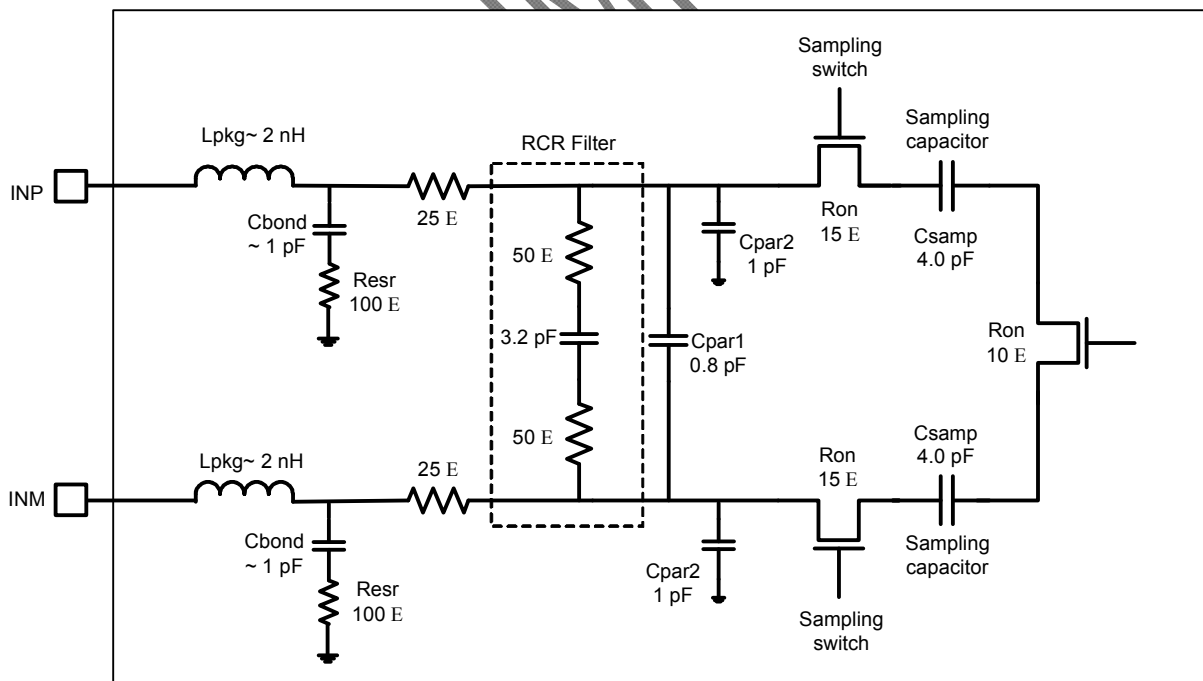 Sampling
switch
Sampling
capacitor
Lpkg~ 2 nH
RCR Filter
INP
25 E
Cbond
~ 1 pF
Ron
15 E
Cpar2
1 pF
Csamp
4.0 pF
50 E
Resr
100 E
3.2 pF
Cpar1
0.8 pF
Ron
10 E
50 E
Lpkg~ 2 nH
25 E
Ron
15 E
Csamp
4.0 pF
INM
Cbond
~ 1 pF
Cpar2
1 pF
Sampling
capacitor
Resr
100 E
Sampling
switch